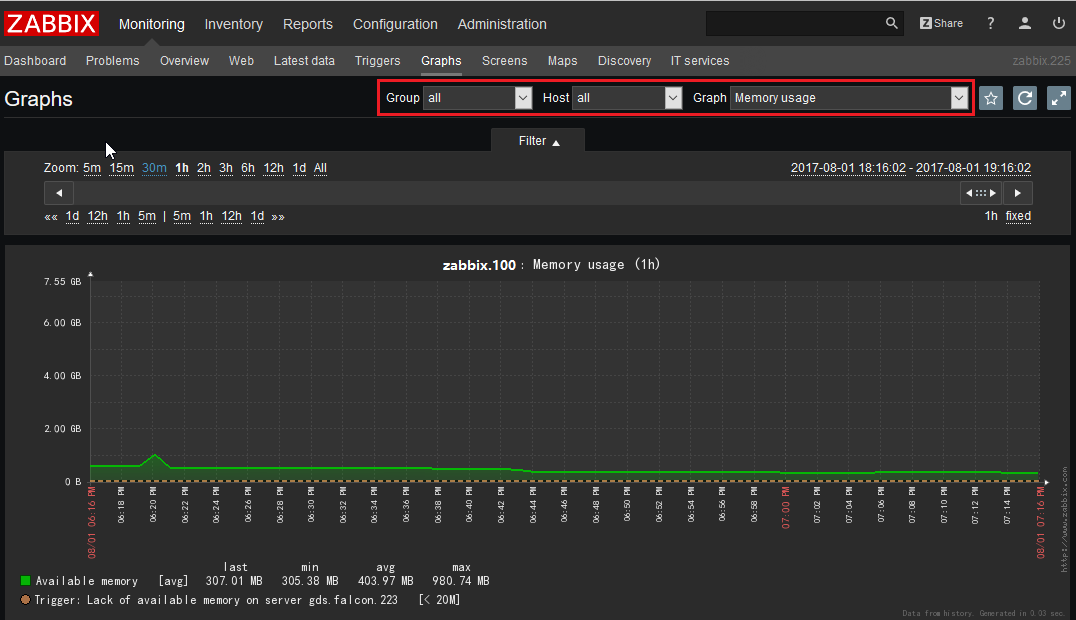 ZABBIX Monitoring Inventory Reports Configuration Administration Z Share ?
Dashboard Problems Overview Web Latest data Triggers Graphs Screens Maps Discovery IT services zabbix.225
Graphs Group all Host all Graph Memory usage
Filter ▲
Zoom: 5m 15m 30m 1h 2h 3h 6h 12h 1d All 2017-08-01 18:16:02 - 2017-08-01 19:16:02
«« 1d 12h 1h 5m | 5m 1h 12h 1d »» 1h fixed
zabbix.100 : Memory usage (1h)
7.55 GB
6.00 GB
4.00 GB
2.00 GB
0 B
08/01 06:16 PM
06:18 PM
06:20 PM
06:22 PM
06:24 PM
06:26 PM
06:28 PM
06:30 PM
06:32 PM
06:34 PM
06:36 PM
06:38 PM
06:40 PM
06:42 PM
06:44 PM
06:46 PM
06:48 PM
06:50 PM
06:52 PM
06:54 PM
06:56 PM
06:58 PM
07:00 PM
07:02 PM
07:04 PM
07:06 PM
07:08 PM
07:10 PM
07:12 PM
07:14 PM
08/01 07:16 PM
http://www.zabbix.com
last min avg max
Available memory [avg] 307.01 MB 305.38 MB 403.97 MB 980.74 MB
Trigger: Lack of available memory on server gds.falcon.223 [< 20M]
Data from history. Generated in 0.03 sec.